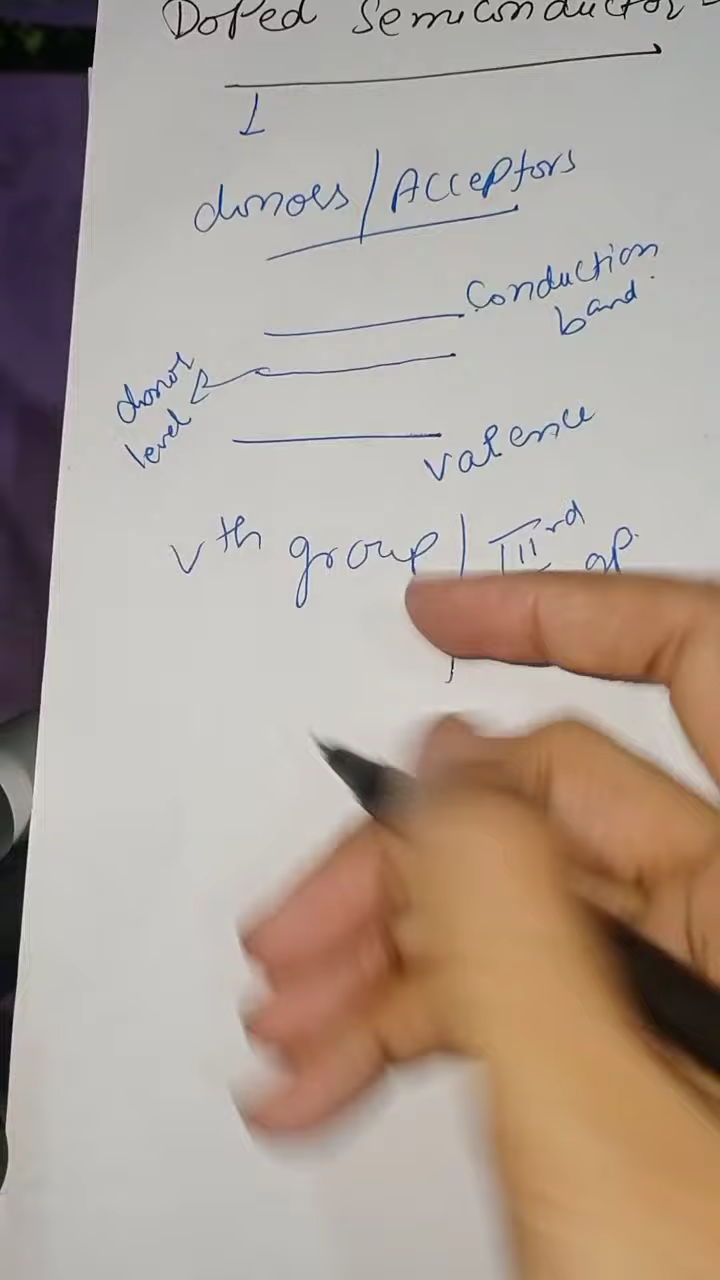 Doped Semiconductor
donors / Acceptors
Conduction
band.
donor
level
valence
Vth group / IIIrd gp.